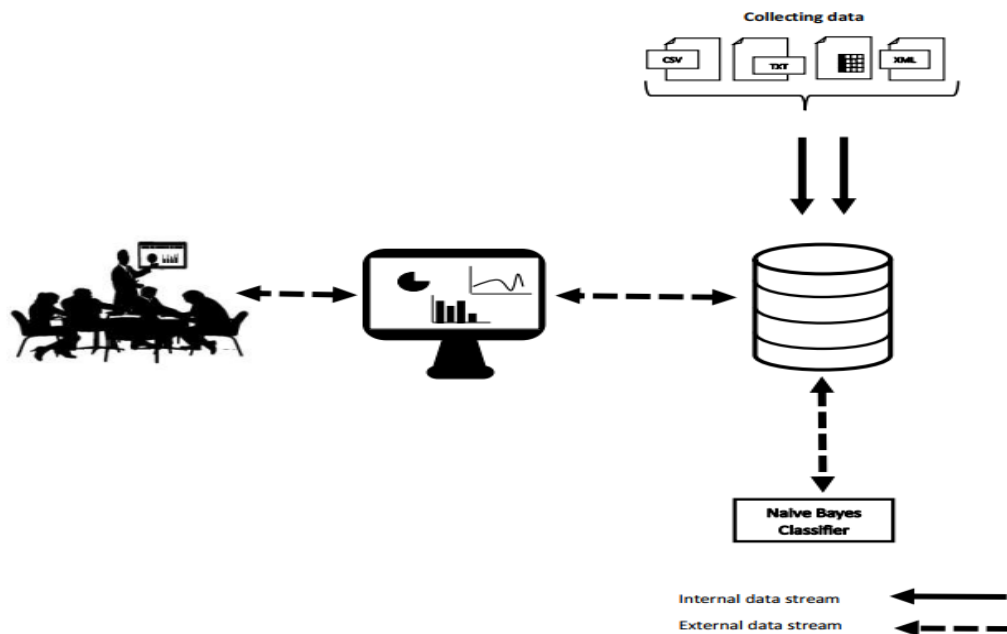 Collecting data
CSV
TXT
XML
Naive Bayes
Classifier
Internal data stream
External data stream